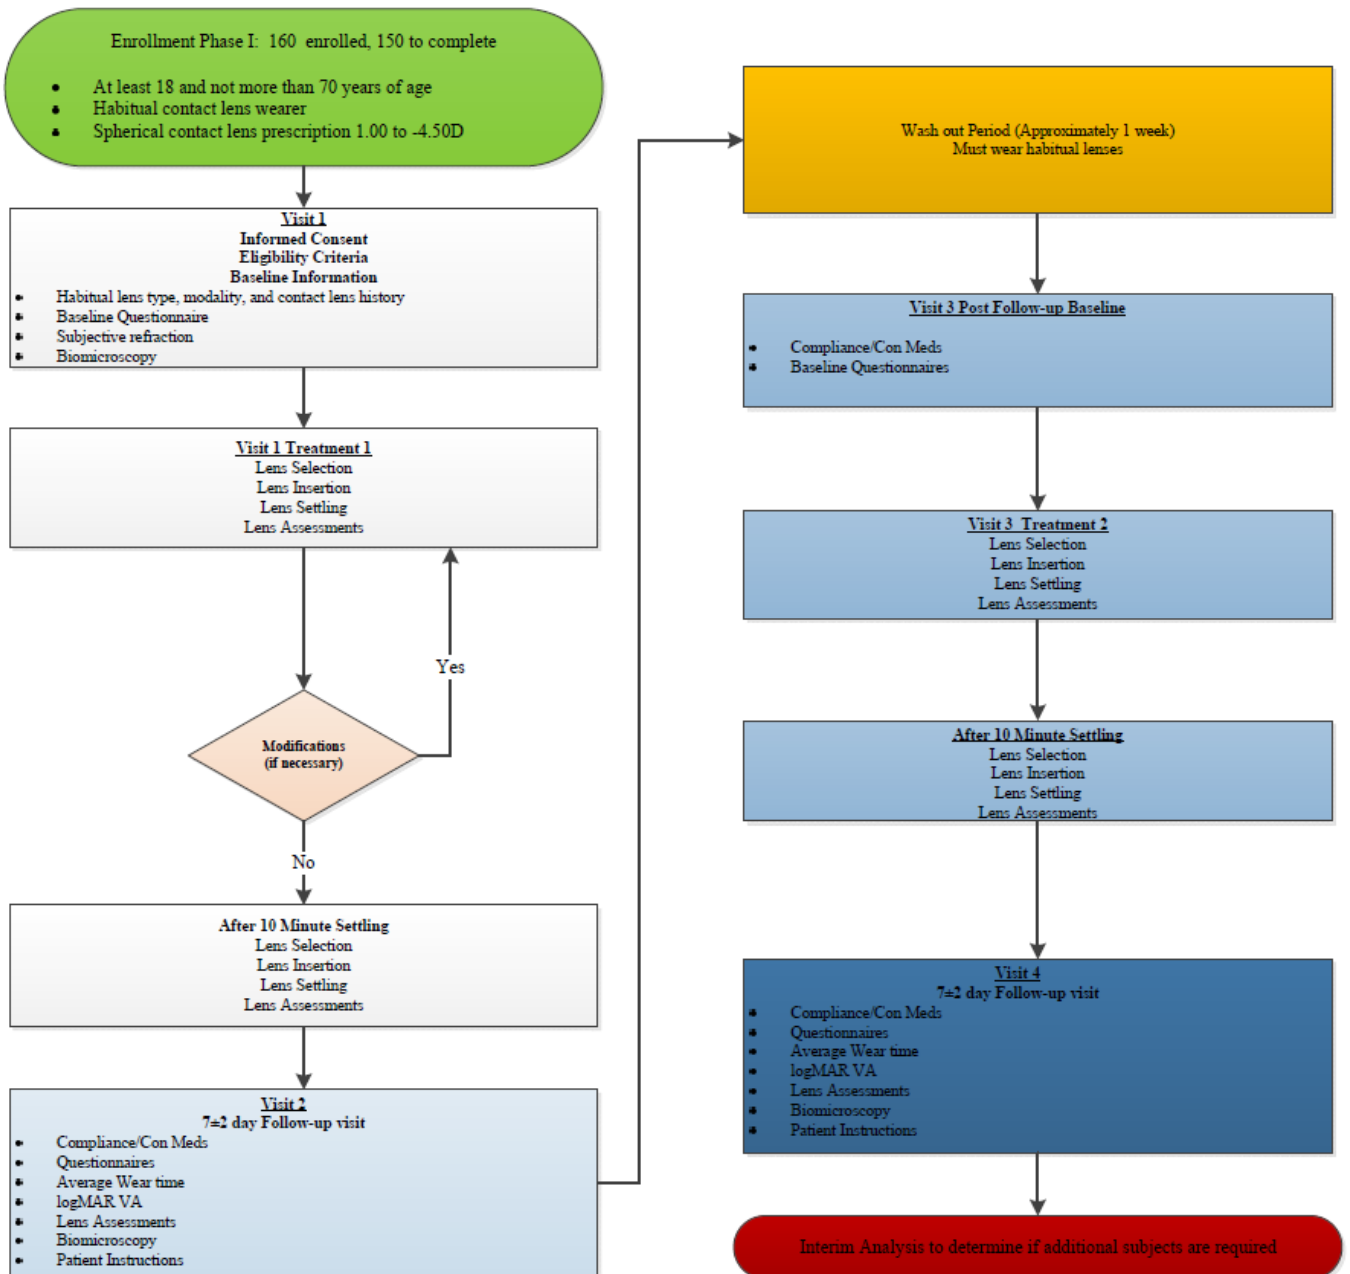 Enrollment Phase I: 160 enrolled, 150 to complete
• At least 18 and not more than 70 years of age
• Habitual contact lens wearer
• Spherical contact lens prescription 1.00 to -4.50D
Visit 1
Informed Consent
Eligibility Criteria
Baseline Information
• Habitual lens type, modality, and contact lens history
• Baseline Questionnaire
• Subjective refraction
• Biomicroscopy
Visit 1 Treatment 1
Lens Selection
Lens Insertion
Lens Settling
Lens Assessments
Yes
Modifications
(if necessary)
No
After 10 Minute Settling
Lens Selection
Lens Insertion
Lens Settling
Lens Assessments
Visit 2
7±2 day Follow-up visit
• Compliance/Con Meds
• Questionnaires
• Average Wear time
• logMAR VA
• Lens Assessments
• Biomicroscopy
• Patient Instructions
Wash out Period (Approximately 1 week)
Must wear habitual lenses
Visit 3 Post Follow-up Baseline
• Compliance/Con Meds
• Baseline Questionnaires
Visit 3 Treatment 2
Lens Selection
Lens Insertion
Lens Settling
Lens Assessments
After 10 Minute Settling
Lens Selection
Lens Insertion
Lens Settling
Lens Assessments
Visit 4
7±2 day Follow-up visit
• Compliance/Con Meds
• Questionnaires
• Average Wear time
• logMAR VA
• Lens Assessments
• Biomicroscopy
• Patient Instructions
Interim Analysis to determine if additional subjects are required